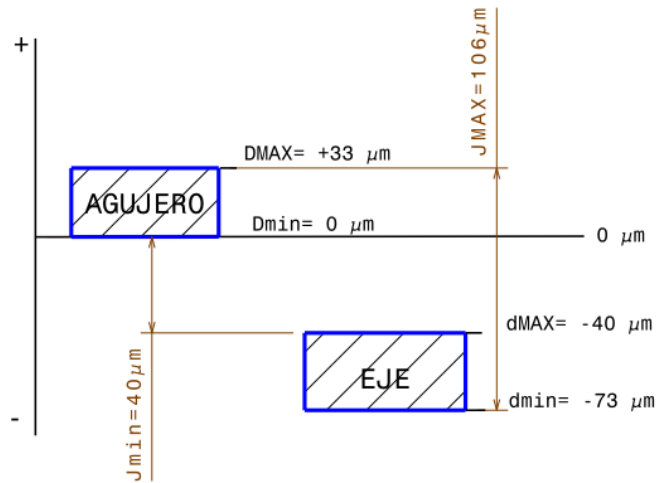 +
JMAX=106μm
DMAX= +33 μm
AGUJERO
Dmin= 0 μm
0 μm
dMAX= -40 μm
EJE
dmin= -73 μm
-
Jmin=40μm